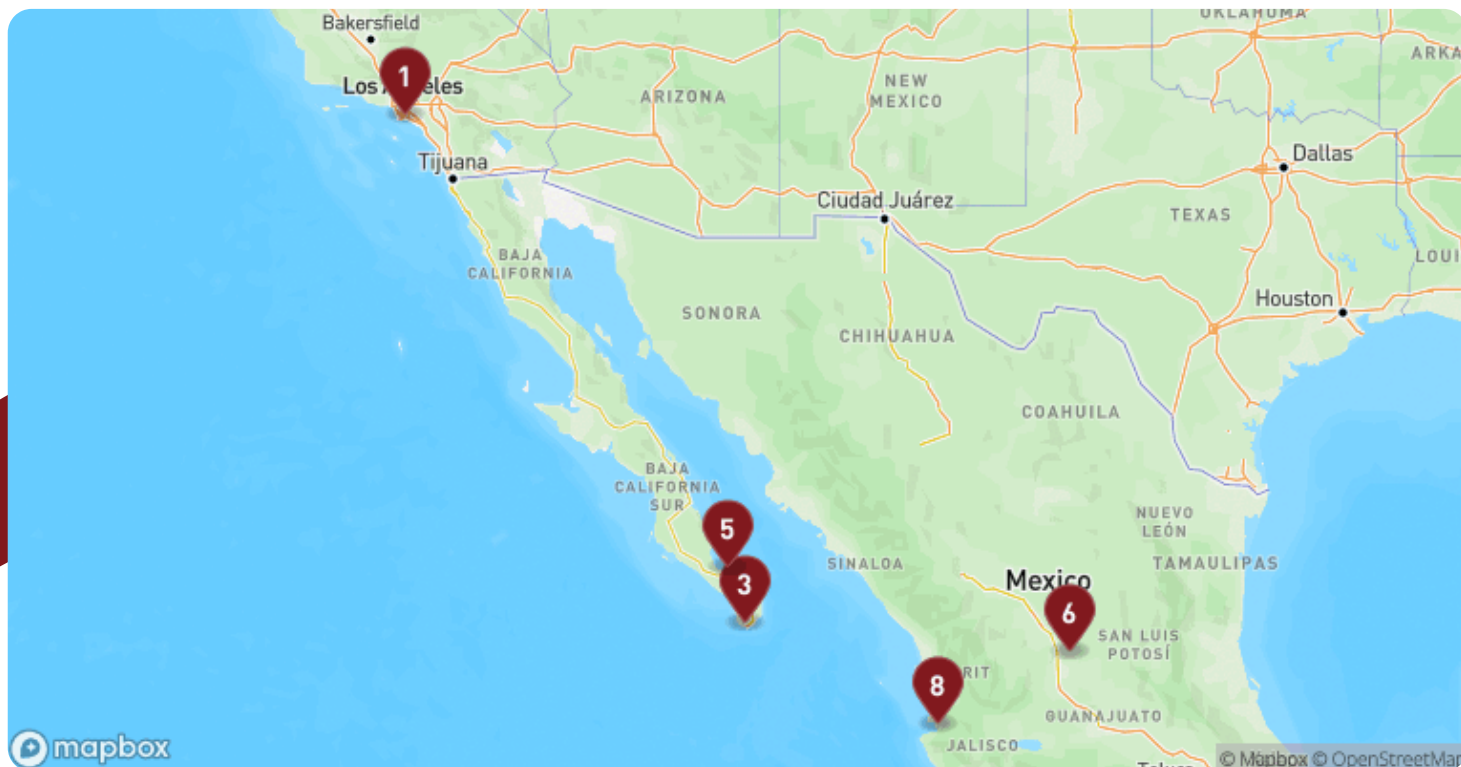 OKLAHOMA
Bakersfield
ARKA
1
Los A eles
ARIZONA
NEW
MEXICO
Tijuana
Dallas
Ciudad Juárez
TEXAS
BAJA
CALIFORNIA
LOUI
SONORA
Houston
CHIHUAHUA
COAHUILA
BAJA
CALIFORNIA
SUR
NUEVO
LEÓN
5
SINALOA
TAMAULIPAS
3
Mexico
6
SAN LUIS
POTOSÍ
8
RIT
GUANAJUATO
JALISCO
mapbox
© Mapbox © OpenStreetMap